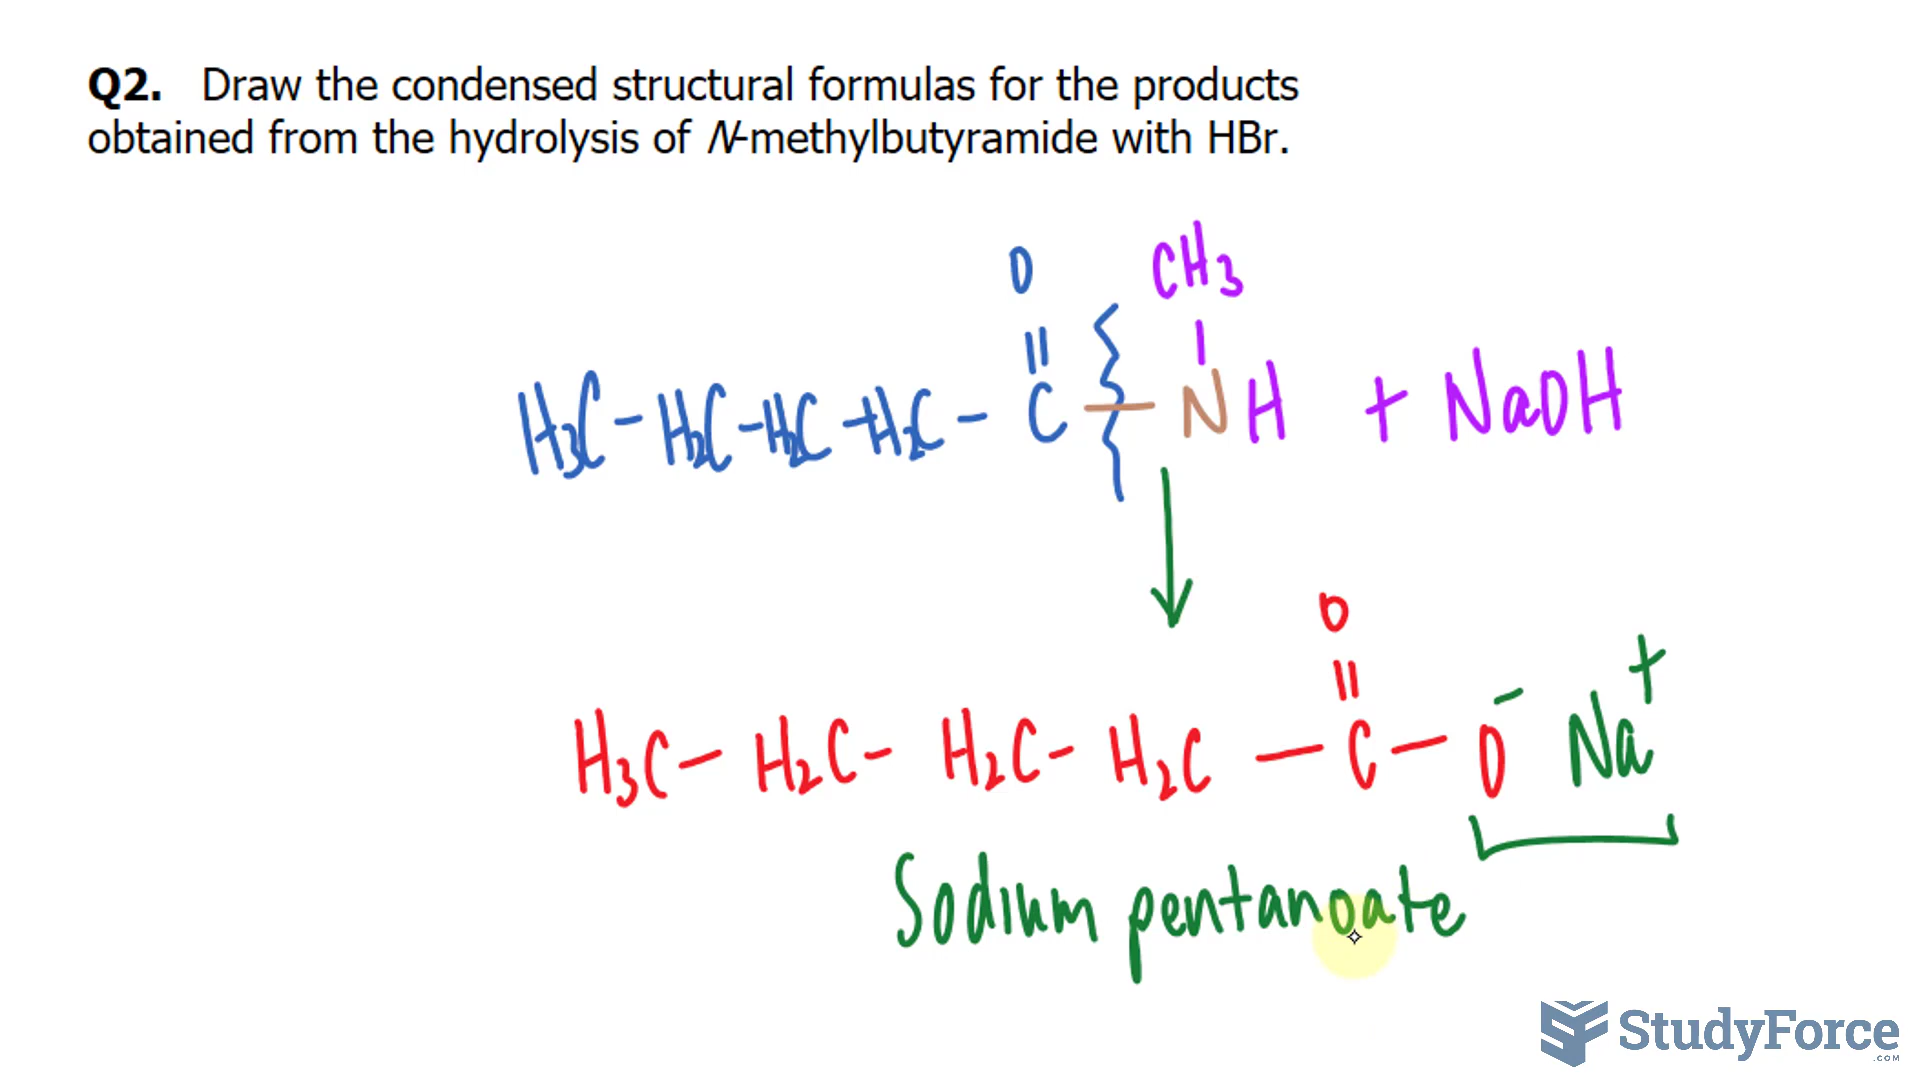 Q2. Draw the condensed structural formulas for the products
obtained from the hydrolysis of N-methylbutyramide with HBr.
O CH3
||
H3C - H2C - H2C - H2C - C - NH + NaOH
O
||
H3C - H2C - H2C - H2C - C - O⁻ Na⁺
Sodium pentanoate
StudyForce
.COM